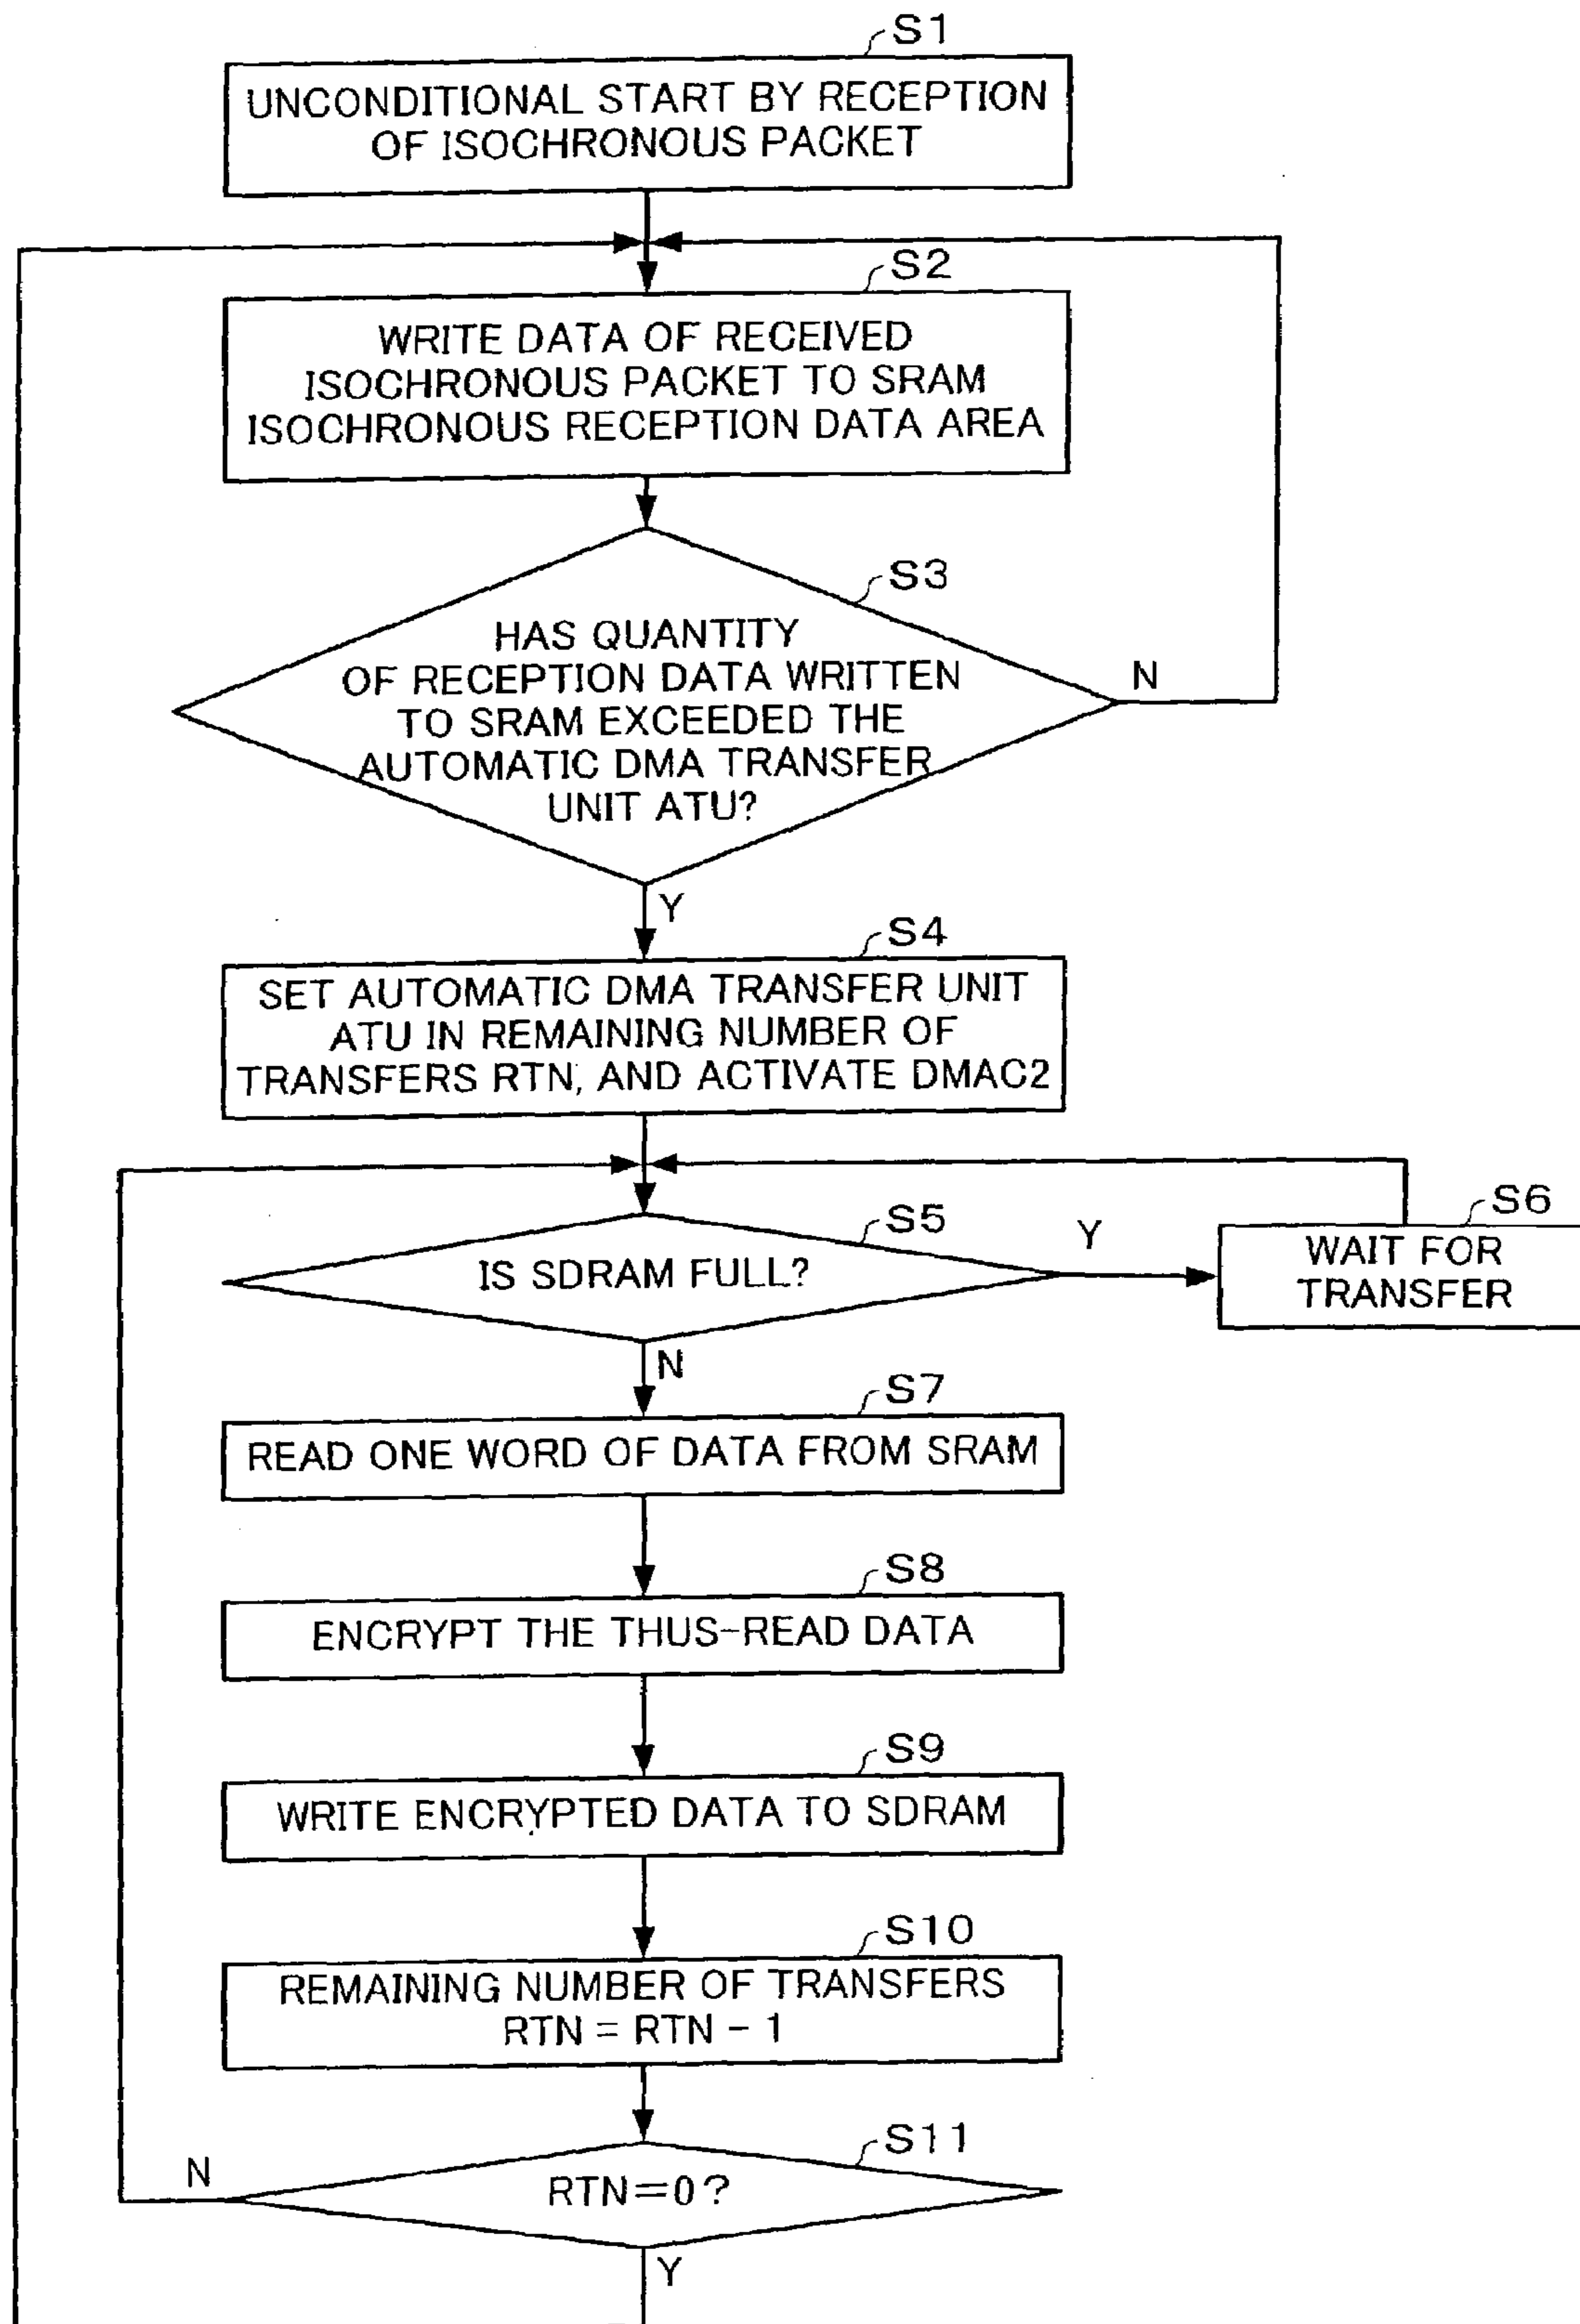 S1
UNCONDITIONAL START BY RECEPTION
OF ISOCHRONOUS PACKET
S2
WRITE DATA OF RECEIVED
ISOCHRONOUS PACKET TO SRAM
ISOCHRONOUS RECEPTION DATA AREA
S3
HAS QUANTITY
OF RECEPTION DATA WRITTEN
TO SRAM EXCEEDED THE
AUTOMATIC DMA TRANSFER
UNIT ATU?
N
Y
S4
SET AUTOMATIC DMA TRANSFER UNIT
ATU IN REMAINING NUMBER OF
TRANSFERS RTN, AND ACTIVATE DMAC2
S5
IS SDRAM FULL?
Y
S6
WAIT FOR
TRANSFER
N
S7
READ ONE WORD OF DATA FROM SRAM
S8
ENCRYPT THE THUS-READ DATA
S9
WRITE ENCRYPTED DATA TO SDRAM
S10
REMAINING NUMBER OF TRANSFERS
RTN = RTN - 1
S11
N
RTN=0?
Y